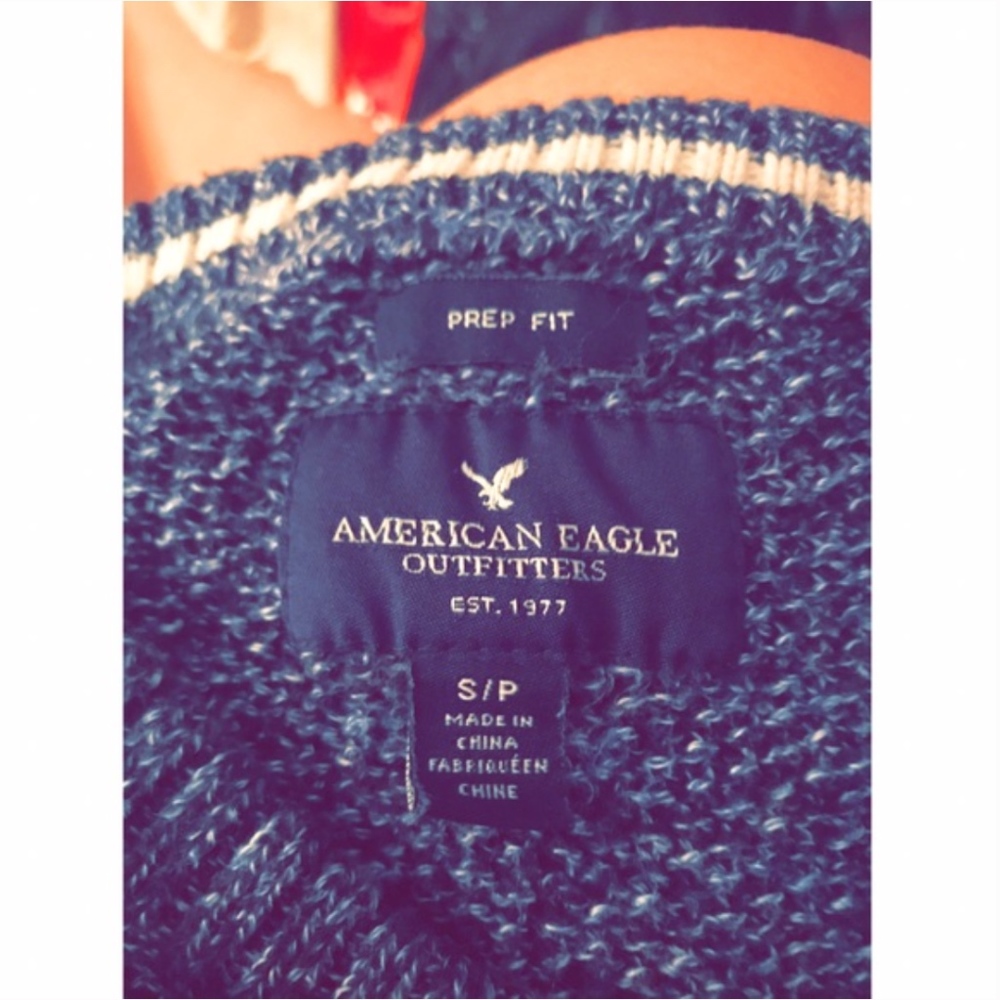 PREP FIT
AMERICAN EAGLE
OUTFITTERS
EST. 1977
S/P
MADE IN
CHINA
FABRIQUÉEN
CHINE